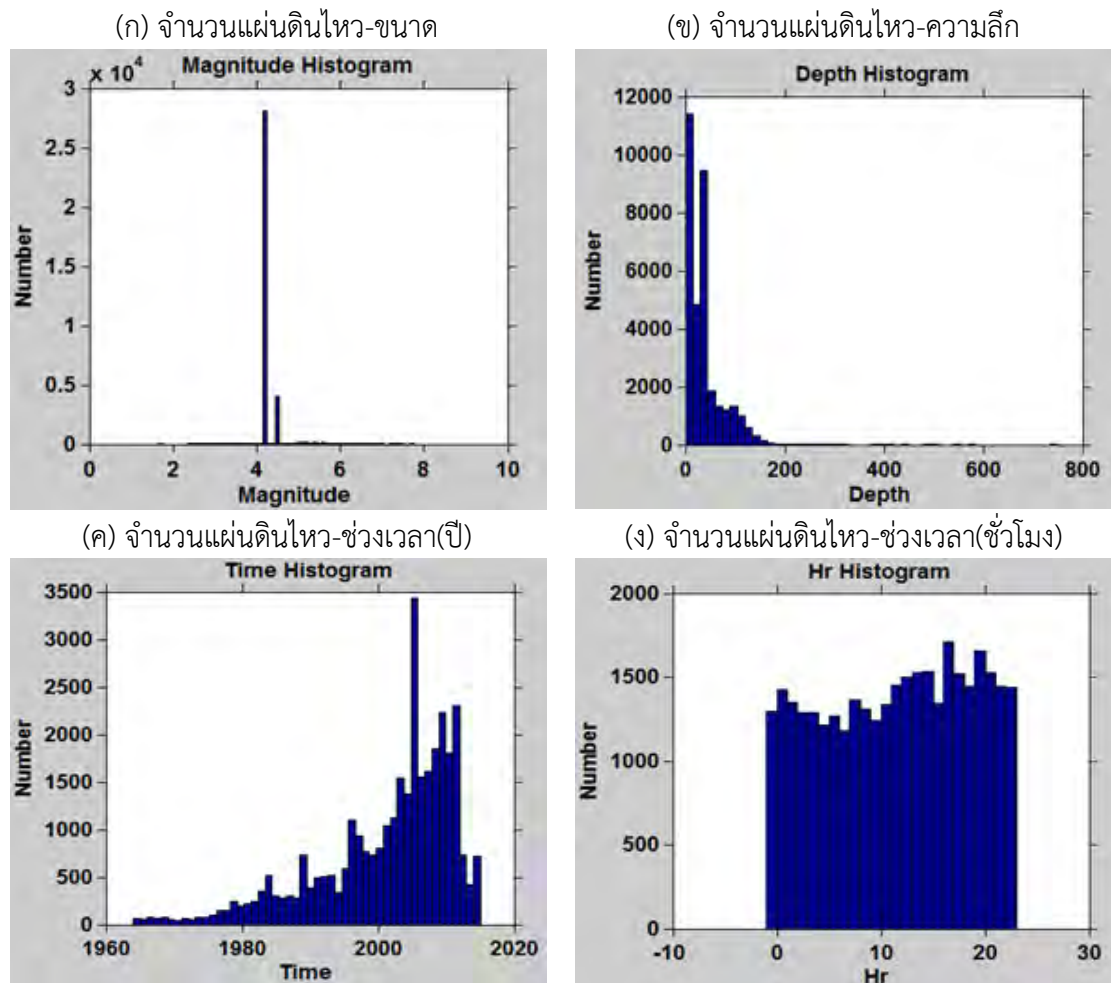 (ก) จำนวนแผ่นดินไหว-ขนาด
(ข) จำนวนแผ่นดินไหว-ความลึก
Magnitude Histogram
x 10^4
3
2.5
2
1.5
1
0.5
0
Number
0 2 4 6 8 10
Magnitude
Depth Histogram
12000
10000
8000
6000
4000
2000
0
Number
0 200 400 600 800
Depth
(ค) จำนวนแผ่นดินไหว-ช่วงเวลา(ปี)
(ง) จำนวนแผ่นดินไหว-ช่วงเวลา(ชั่วโมง)
Time Histogram
3500
3000
2500
2000
1500
1000
500
0
Number
1960 1980 2000 2020
Time
Hr Histogram
2000
1500
1000
500
0
Number
-10 0 10 20 30
Hr